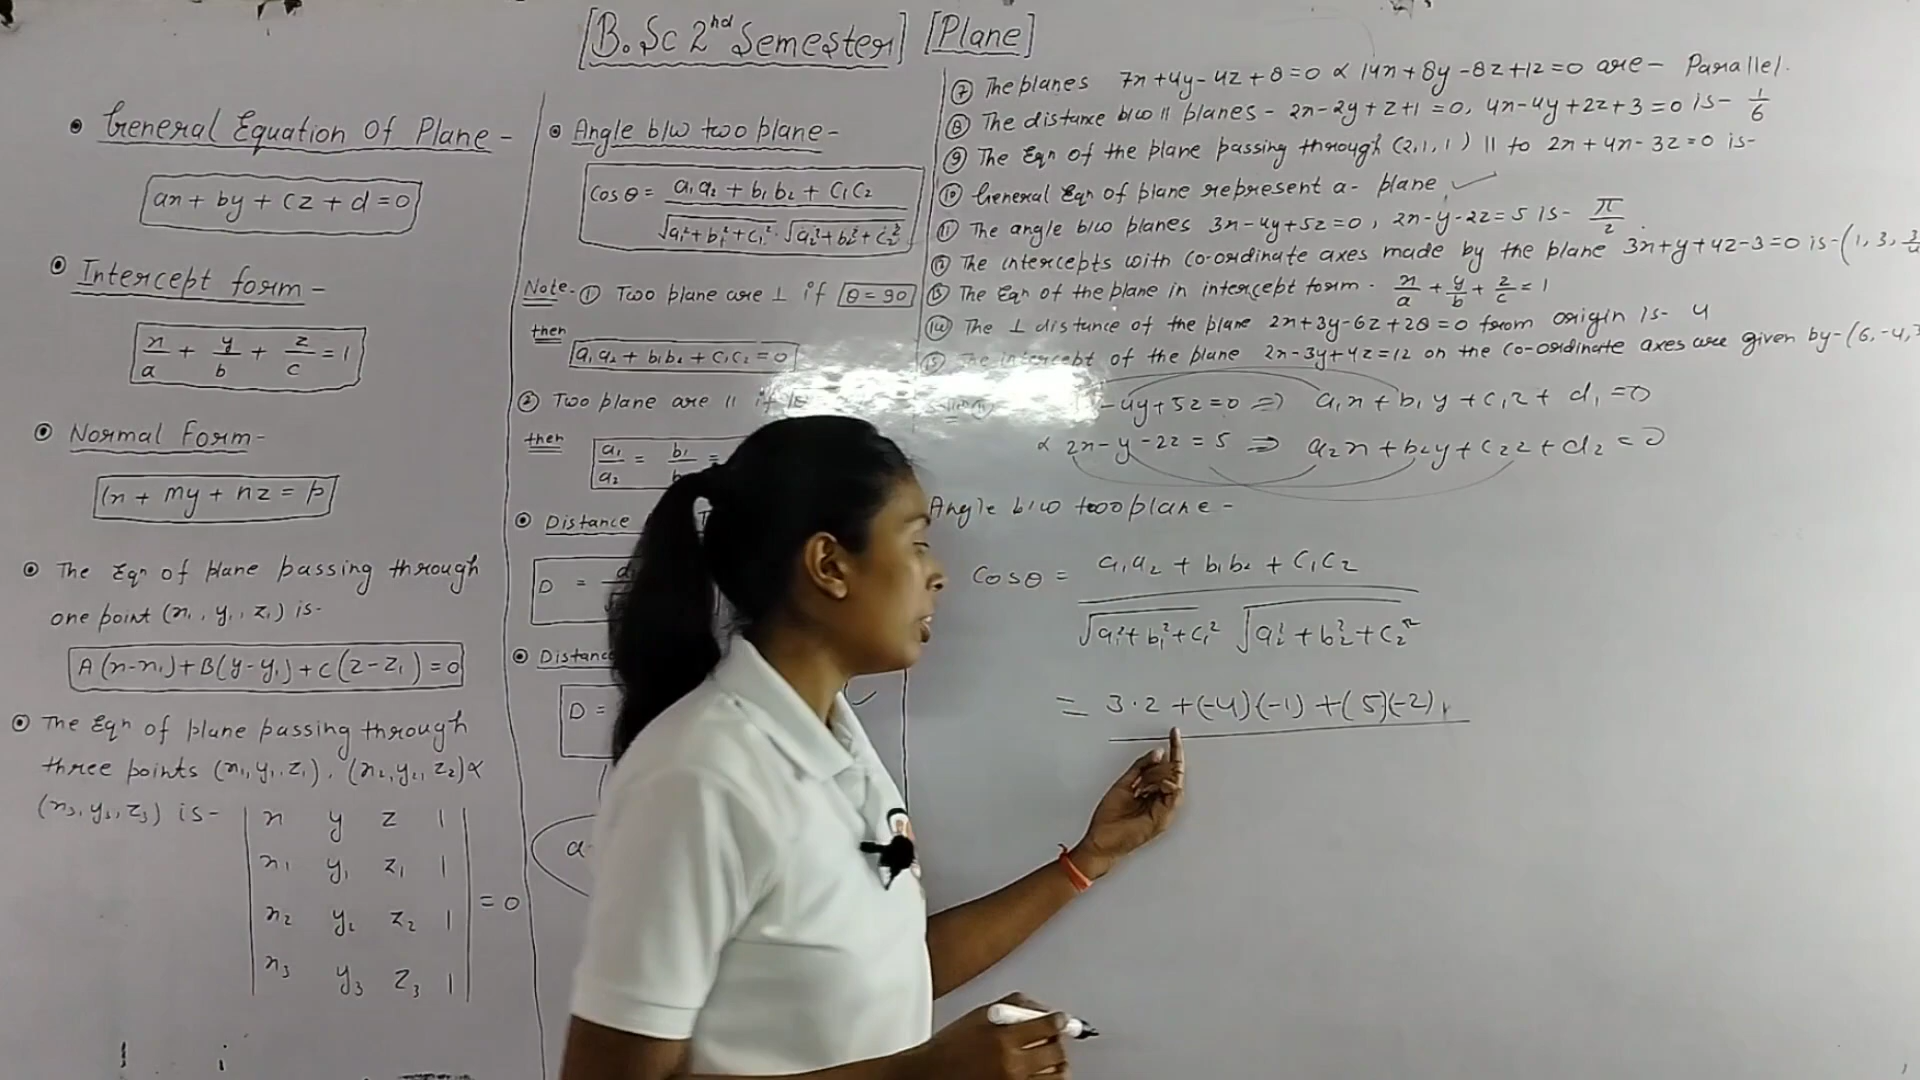 [B.Sc 2nd Semester] [Plane]
• General Equation Of Plane -
ax + by + cz + d = 0
• Intercept form -
x/a + y/b + z/c = 1
• Normal Form -
lx + my + nz = p
• The Eqn of plane passing through
one point (x1, y1, z1) is -
A(x-x1)+B(y-y1)+C(z-z1)=0
• The Eqn of plane passing through
three points (x1,y1,z1), (x2,y2,z2) &
(x3,y3,z3) is -
| x y z 1 |
| x1 y1 z1 1 |
| x2 y2 z2 1 | = 0
| x3 y3 z3 1 |
• Angle b/w two plane -
Cosθ = a1a2 + b1b2 + C1C2 / √a1²+b1²+c1² . √a2²+b2²+c2²
Note - ① Two plane are ⊥ if θ = 90
then
a1a2 + b1b2 + C1C2 = 0
② Two plane are || if
then
a1/a2 = b1/b =
• Distance
D =
• Distance
D =
a
⑦ The planes 7x+4y-4z+8=0 & 14x+8y-8z+12=0 are - Parallel.
⑧ The distance b/w || planes - 2x-2y+z+1=0, 4x-4y+2z+3=0 is - 1/6
⑨ The Eqn of the plane passing through (2,1,1) || to 2x+4x-3z=0 is-
⑩ General Eqn of plane represent a - plane ✓
⑪ The angle b/w planes 3x-4y+5z=0, 2x-y-2z=5 is - π/2
⑫ The intercepts with co-ordinate axes made by the plane 3x+y+4z-3=0 is-(1, 3, 3/4
⑬ The Eqn of the plane in intercept form - x/a + y/b + z/c = 1
⑭ The ⊥ distance of the plane 2x+3y-6z+28=0 from origin is - 4
⑮ The intercept of the plane 2x-3y+4z=12 on the co-ordinate axes are given by-(6,-4,3
-4y+5z=0 ⇒ a1x + b1y + c1z + d1 = 0
& 2x-y-2z=5 ⇒ a2x + b2y + c2z + d2 = 0
Angle b/w two plane -
Cosθ = a1a2 + b1b2 + C1C2 / √a1²+b1²+c1² √a2²+b2²+c2²
= 3·2 +(-4)(-1) +(5)(-2)